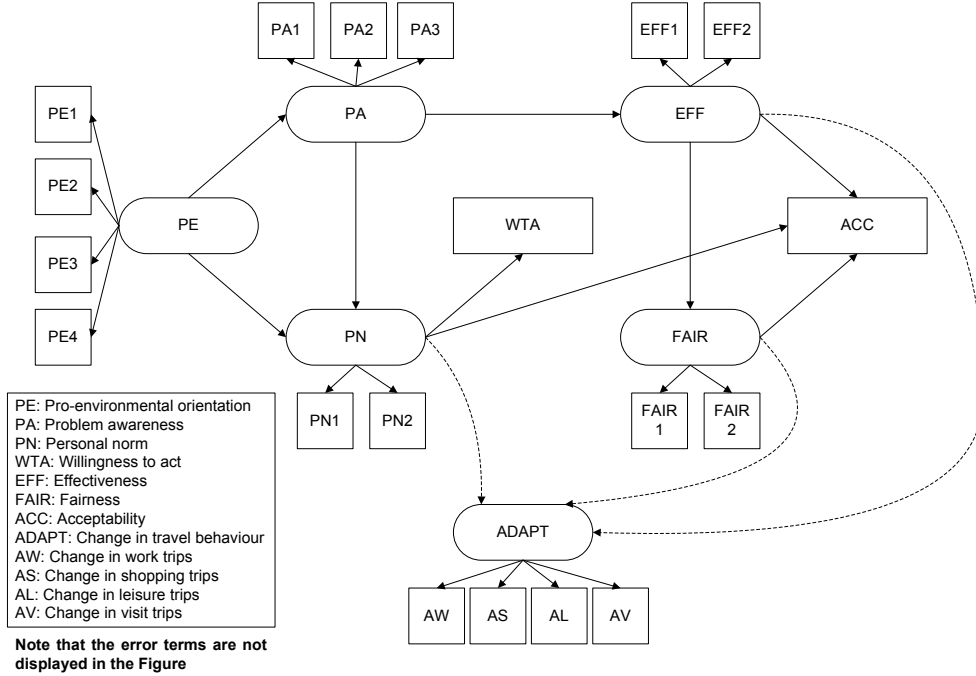 PA1
PA2
PA3
EFF1
EFF2
PE1
PA
EFF
PE2
PE
WTA
ACC
PE3
PE4
PN
FAIR
PN1
PN2
FAIR
1
FAIR
2
PE: Pro-environmental orientation
PA: Problem awareness
PN: Personal norm
WTA: Willingness to act
EFF: Effectiveness
FAIR: Fairness
ACC: Acceptability
ADAPT: Change in travel behaviour
AW: Change in work trips
AS: Change in shopping trips
AL: Change in leisure trips
AV: Change in visit trips
ADAPT
AW
AS
AL
AV
Note that the error terms are not
displayed in the Figure